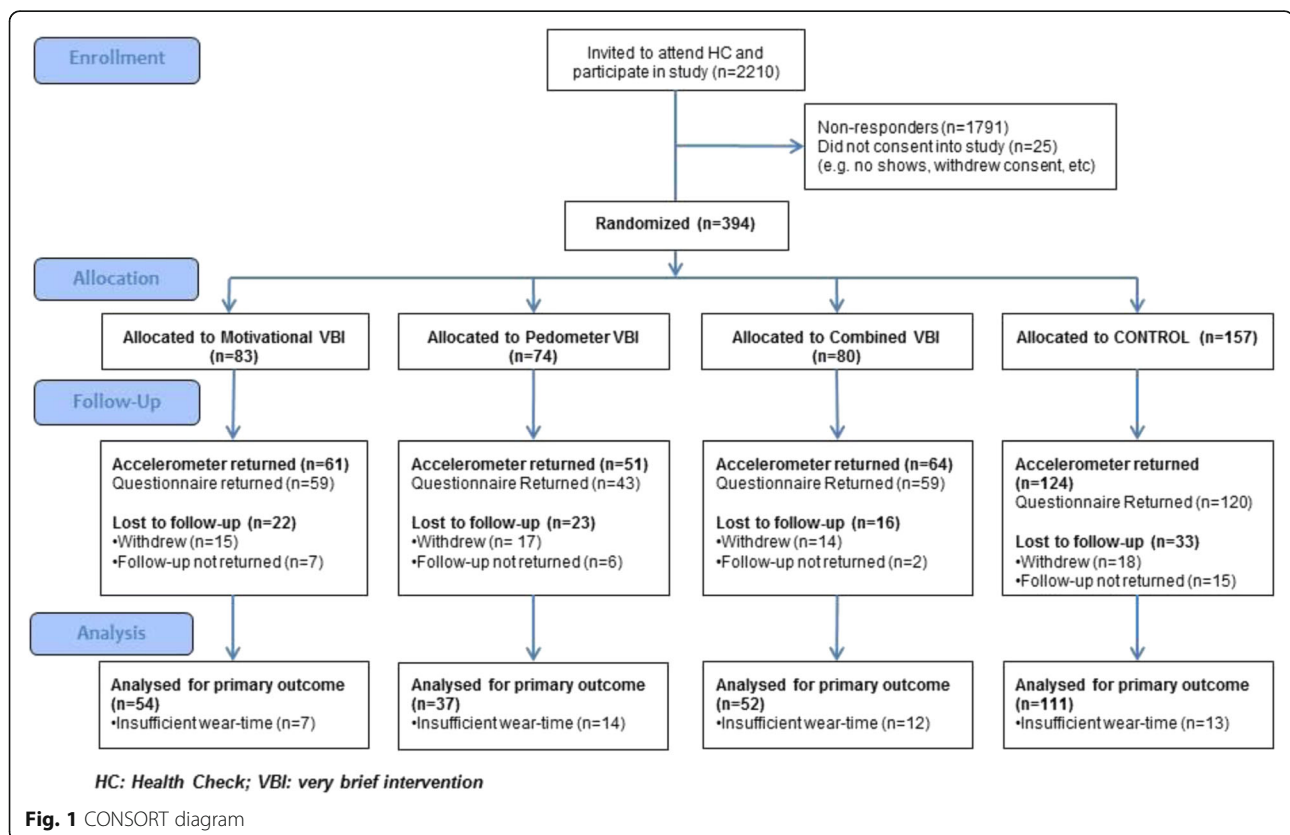 Enrollment
Invited to attend HC and
participate in study (n=2210)
Non-responders (n=1791)
Did not consent into study (n=25)
(e.g. no shows, withdrew consent, etc)
Randomized (n=394)
Allocation
Allocated to Motivational VBI
(n=83)
Allocated to Pedometer VBI
(n=74)
Allocated to Combined VBI
(n=80)
Allocated to CONTROL (n=157)
Follow-Up
Accelerometer returned (n=61)
Questionnaire returned (n=59)
Lost to follow-up (n=22)
•Withdrew (n=15)
•Follow-up not returned (n=7)
Accelerometer returned (n=51)
Questionnaire Returned (n=43)
Lost to follow-up (n=23)
•Withdrew (n= 17)
•Follow-up not returned (n=6)
Accelerometer returned (n=64)
Questionnaire Returned (n=59)
Lost to follow-up (n=16)
•Withdrew (n=14)
•Follow-up not returned (n=2)
Accelerometer returned
(n=124)
Questionnaire Returned (n=120)
Lost to follow-up (n=33)
•Withdrew (n=18)
•Follow-up not returned (n=15)
Analysis
Analysed for primary outcome
(n=54)
•Insufficient wear-time (n=7)
Analysed for primary outcome
(n=37)
•Insufficient wear-time (n=14)
Analysed for primary outcome
(n=52)
•Insufficient wear-time (n=12)
Analysed for primary outcome
(n=111)
•Insufficient wear-time (n=13)
HC: Health Check; VBI: very brief intervention
Fig. 1 CONSORT diagram